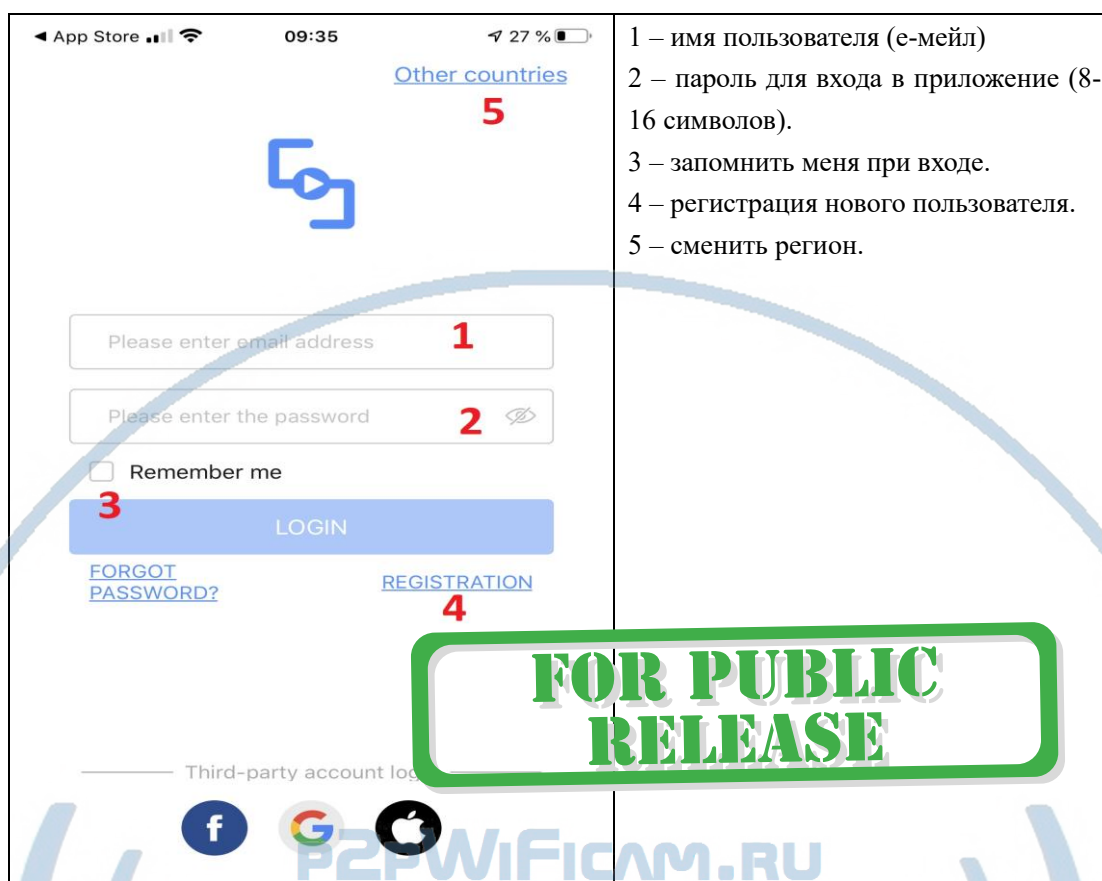 App Store
09:35
27 %
Other countries
5
Please enter email address
1
Please enter the password
2
Remember me
3
LOGIN
FORGOT
PASSWORD?
REGISTRATION
4
Third-party account
f
G
1 – имя пользователя (е-мейл)
2 – пароль для входа в приложение (8-
16 символов).
3 – запомнить меня при входе.
4 – регистрация нового пользователя.
5 – сменить регион.
FOR PUBLIC
RELEASE
P2PWIFICAM.RU